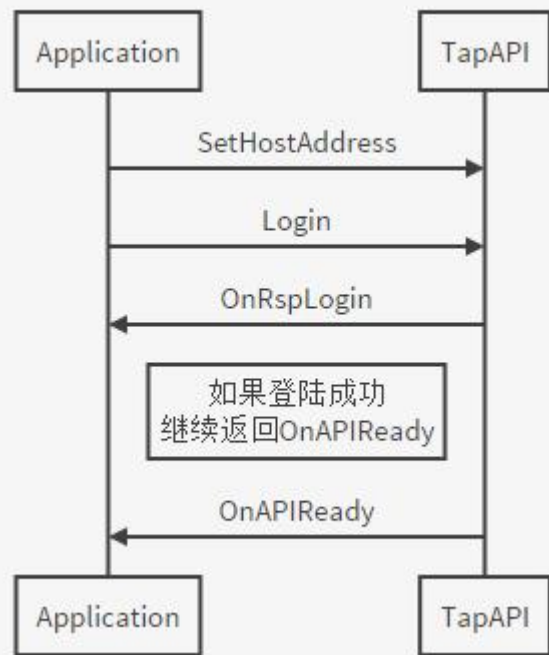 Application
TapAPI
SetHostAddress
Login
OnRspLogin
如果登陆成功
继续返回OnAPIReady
OnAPIReady
Application
TapAPI